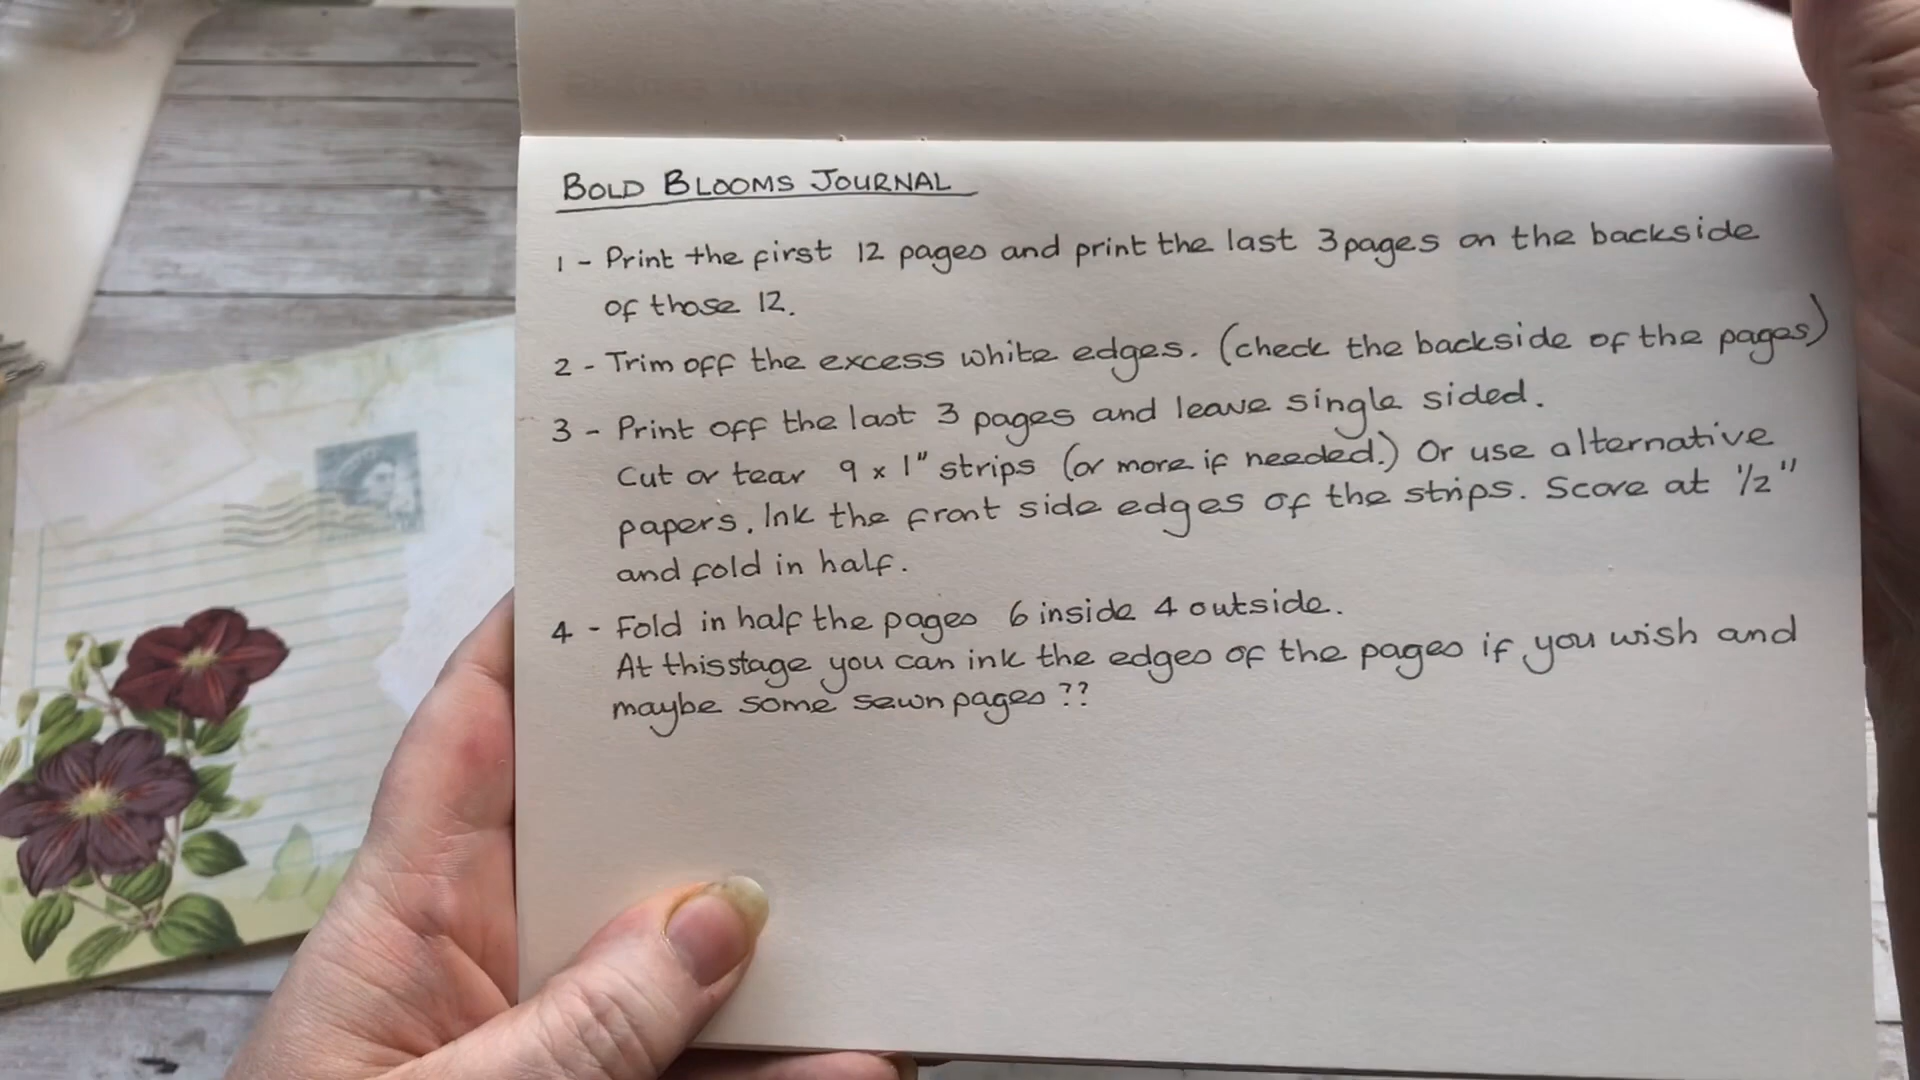 BOLD BLOOMS JOURNAL
1 - Print the first 12 pages and print the last 3 pages on the backside
of those 12.
2 - Trim off the excess white edges. (check the backside of the pages)
3 - Print off the last 3 pages and leave single sided.
Cut or tear 9 x 1" strips (or more if needed.) Or use alternative
papers. Ink the front side edges of the strips. Score at 1/2"
and fold in half.
4 - Fold in half the pages 6 inside 4 outside.
At this stage you can ink the edges of the pages if you wish and
maybe some sewn pages ??